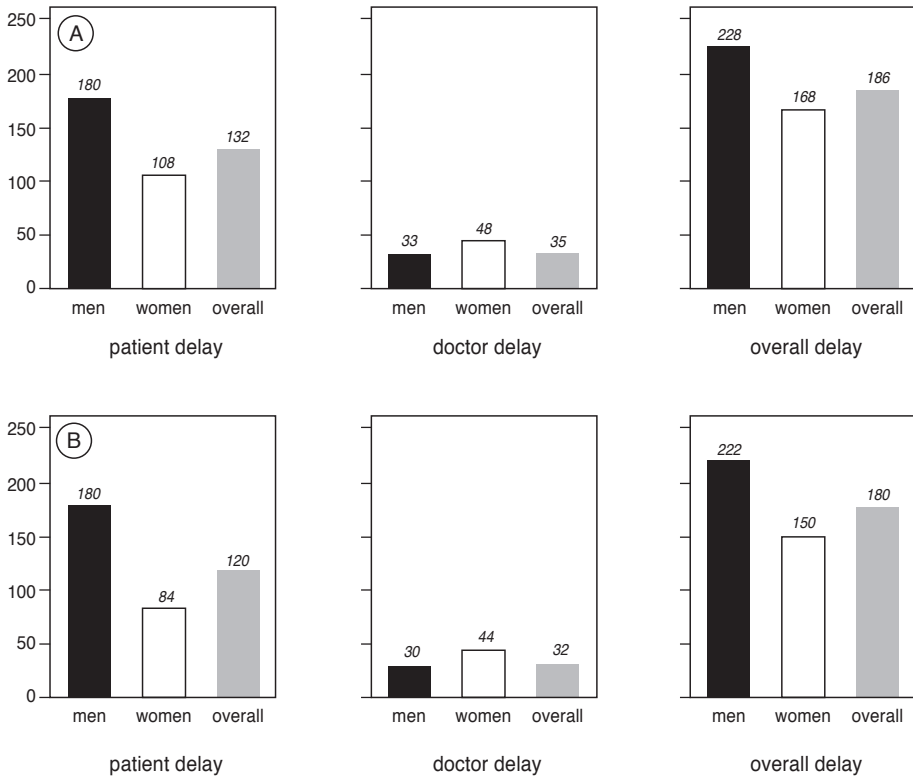 250
A
228
200
180
186
168
150
132
108
100
50
33
48
35
0
men women overall
men women overall
men women overall
patient delay
doctor delay
overall delay
250
B
222
200
180
180
150
150
120
100
84
50
30
44
32
0
men women overall
men women overall
men women overall
patient delay
doctor delay
overall delay